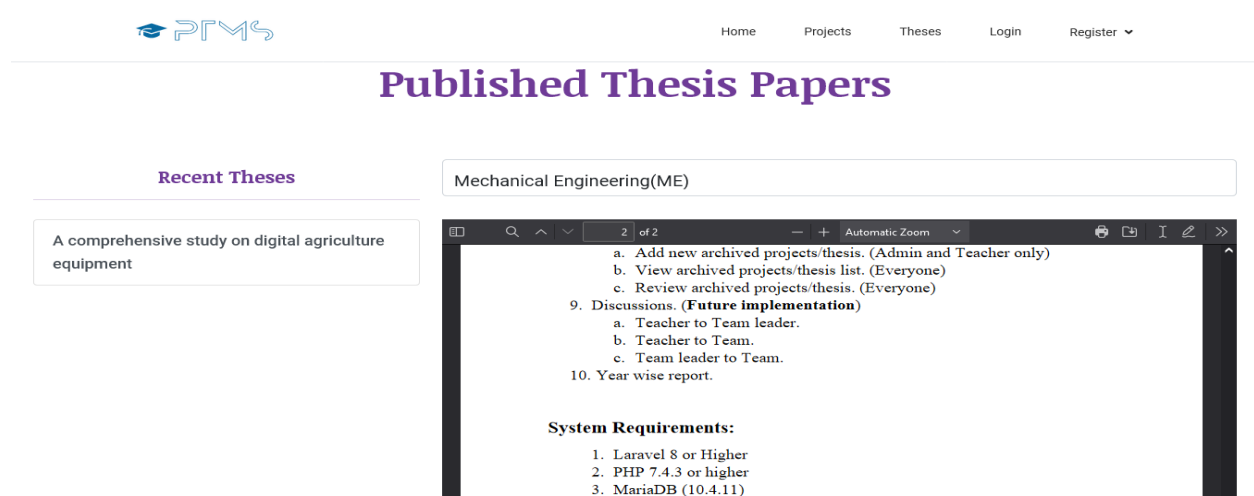 PTMS
Home Projects Theses Login Register
Published Thesis Papers
Recent Theses
A comprehensive study on digital agriculture
equipment
Mechanical Engineering(ME)
2 of 2 Automatic Zoom
a. Add new archived projects/thesis. (Admin and Teacher only)
b. View archived projects/thesis list. (Everyone)
c. Review archived projects/thesis. (Everyone)
9. Discussions. (Future implementation)
a. Teacher to Team leader.
b. Teacher to Team.
c. Team leader to Team.
10. Year wise report.
System Requirements:
1. Laravel 8 or Higher
2. PHP 7.4.3 or higher
3. MariaDB (10.4.11)